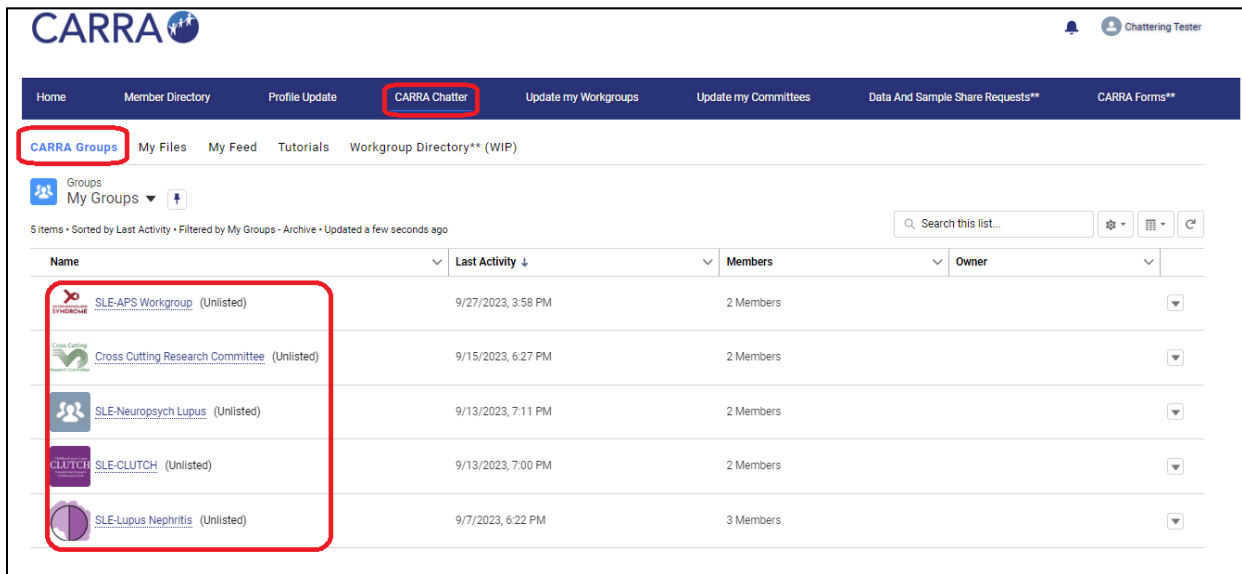 CARRA
Chattering Tester
Home Member Directory Profile Update CARRA Chatter Update my Workgroups Update my Committees Data And Sample Share Requests** CARRA Forms**
CARRA Groups My Files My Feed Tutorials Workgroup Directory** (WIP)
Groups
My Groups
5 items • Sorted by Last Activity • Filtered by My Groups - Archive • Updated a few seconds ago
Search this list...
Name Last Activity ↓ Members Owner
SYNDROME
SLE-APS Workgroup (Unlisted) 9/27/2023, 3:58 PM 2 Members
Cross Cutting
Research Committee
Cross Cutting Research Committee (Unlisted) 9/15/2023, 6:27 PM 2 Members
SLE-Neuropsych Lupus (Unlisted) 9/13/2023, 7:11 PM 2 Members
CLUTCH
SLE-CLUTCH (Unlisted) 9/13/2023, 7:00 PM 2 Members
SLE-Lupus Nephritis (Unlisted) 9/7/2023, 6:22 PM 3 Members